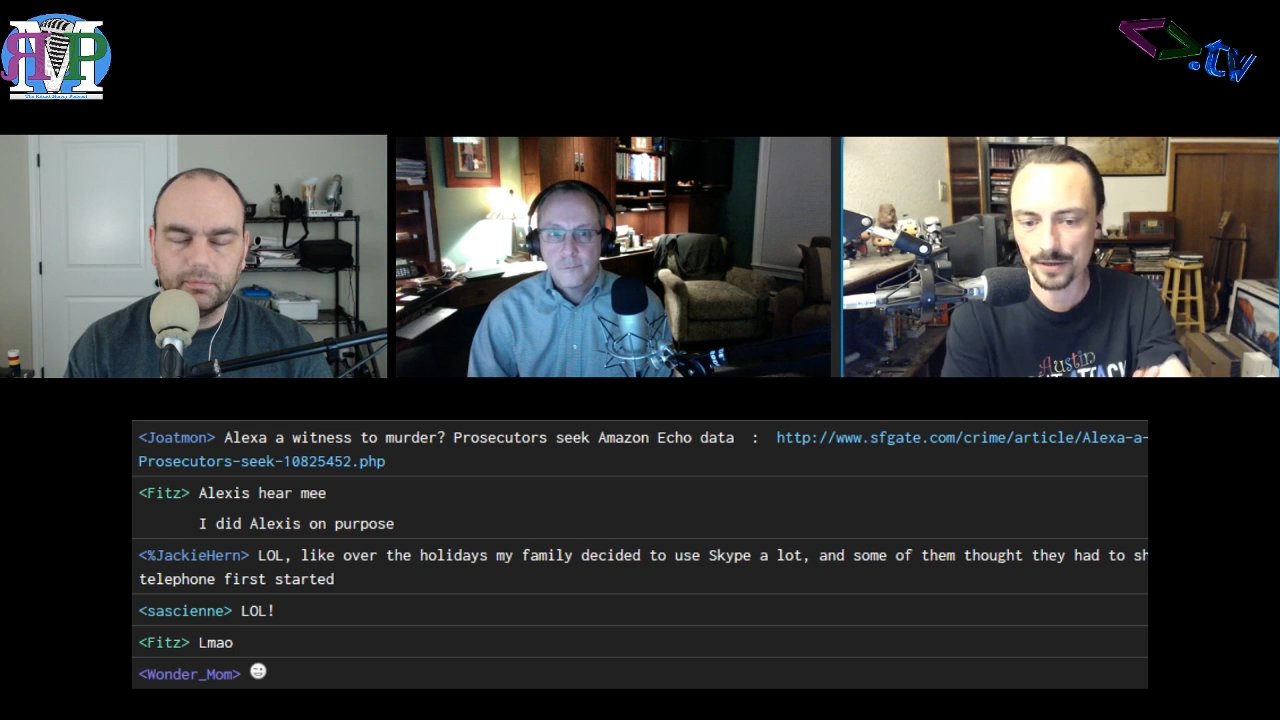 RMP
.tv
Austin
<Joatmon> Alexa a witness to murder? Prosecutors seek Amazon Echo data : http://www.sfgate.com/crime/article/Alexa-a-
Prosecutors-seek-10825452.php
<Fitz> Alexis hear mee
I did Alexis on purpose
<%JackieHern> LOL, like over the holidays my family decided to use Skype a lot, and some of them thought they had to sh
telephone first started
<sascienne> LOL!
<Fitz> Lmao
<Wonder_Mom>